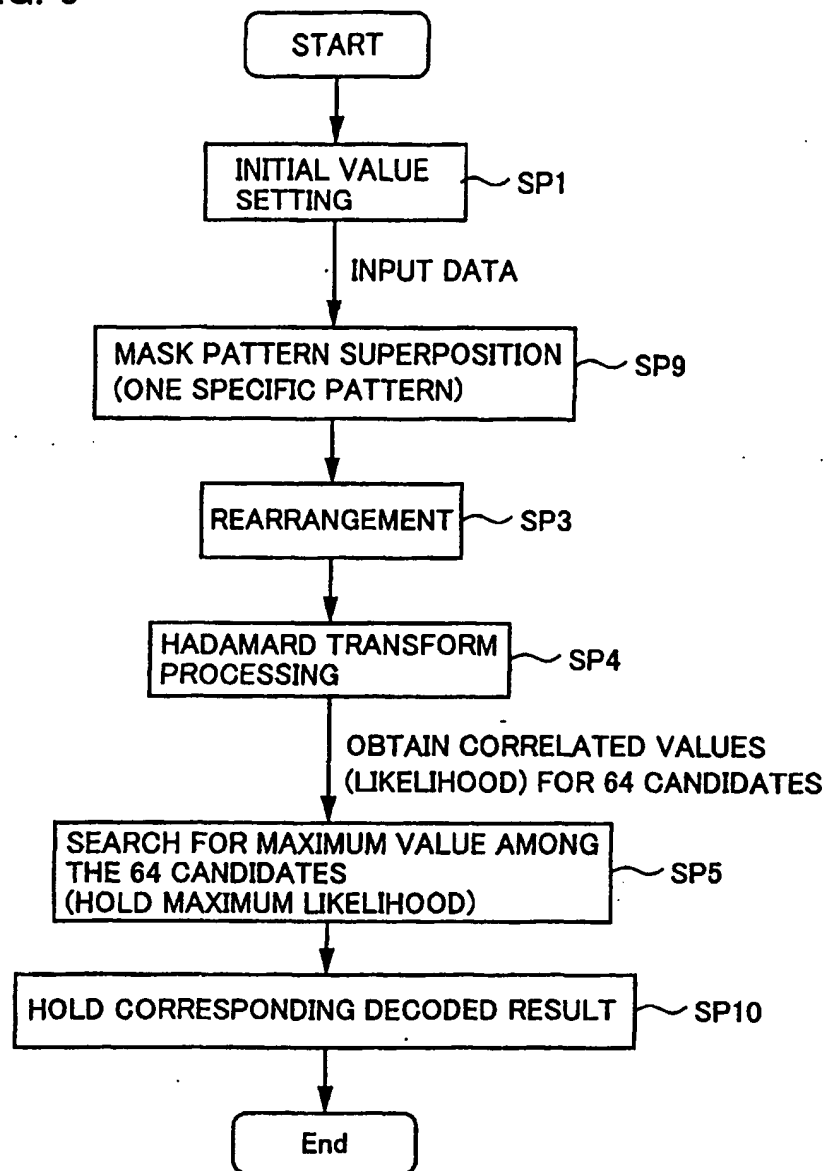 START
INITIAL VALUE
SETTING
SP1
INPUT DATA
MASK PATTERN SUPERPOSITION
(ONE SPECIFIC PATTERN)
SP9
REARRANGEMENT
SP3
HADAMARD TRANSFORM
PROCESSING
SP4
OBTAIN CORRELATED VALUES
(LIKELIHOOD) FOR 64 CANDIDATES
SEARCH FOR MAXIMUM VALUE AMONG
THE 64 CANDIDATES
(HOLD MAXIMUM LIKELIHOOD)
SP5
HOLD CORRESPONDING DECODED RESULT
SP10
End